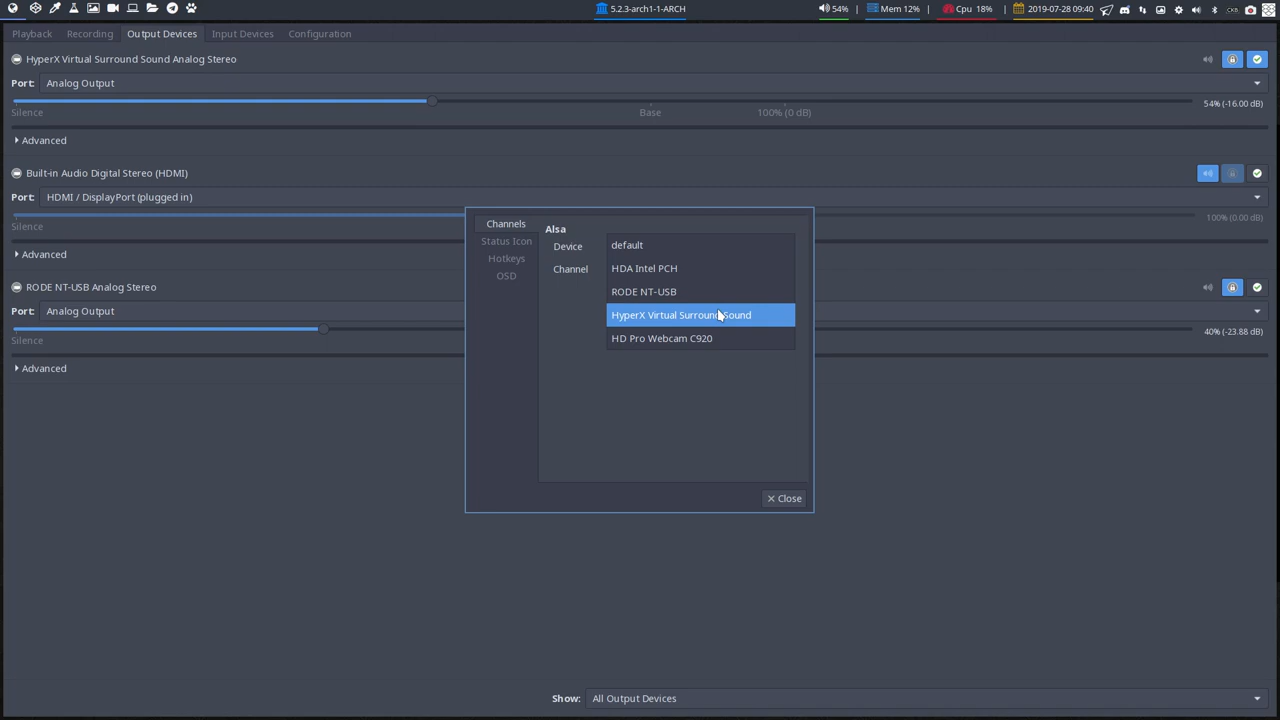 5.2.3-arch1-1-ARCH 54% Mem 12% Cpu 18% 2019-07-28 09:40 CKB
Playback Recording Output Devices Input Devices Configuration
HyperX Virtual Surround Sound Analog Stereo
Port: Analog Output
54% (-16.00 dB)
Silence Base 100% (0 dB)
Advanced
Built-in Audio Digital Stereo (HDMI)
Port: HDMI / DisplayPort (plugged in)
100% (0.00 dB)
Silence
Advanced
RODE NT-USB Analog Stereo
Port: Analog Output
40% (-23.88 dB)
Silence
Advanced
Channels
Status Icon
Hotkeys
OSD
Alsa
Device
Channel
default
HDA Intel PCH
RODE NT-USB
HyperX Virtual Surround Sound
HD Pro Webcam C920
Close
Show: All Output Devices